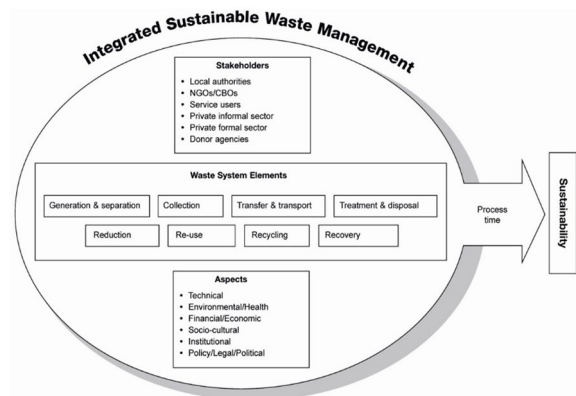 Integrated Sustainable Waste Management
Stakeholders
• Local authorities
• NGOs/CBOs
• Service users
• Private informal sector
• Private formal sector
• Donor agencies
Waste System Elements
Generation & separation
Collection
Transfer & transport
Treatment & disposal
Reduction
Re-use
Recycling
Recovery
Process
time
Sustainability
Aspects
• Technical
• Environmental/Health
• Financial/Economic
• Socio-cultural
• Institutional
• Policy/Legal/Political